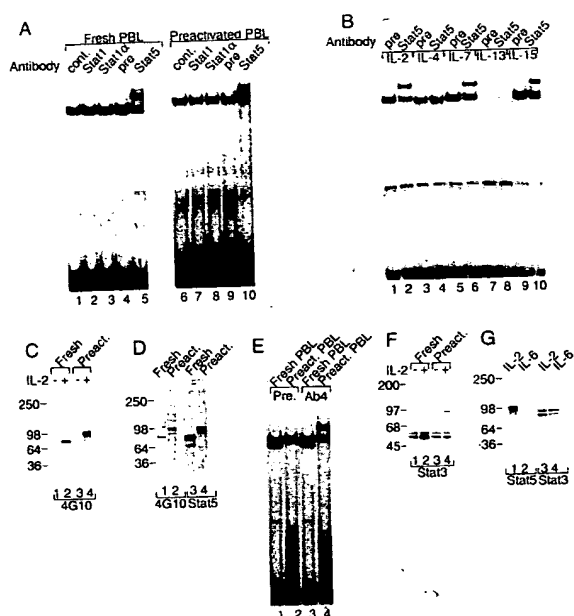 A
Fresh PBL
Preactivated PBL
Antibody
cont.
Stat1
Stat1α
pre
Stat5
cont.
Stat1
Stat1α
pre
Stat5
1 2 3 4 5
6 7 8 9 10
B
Antibody
pre
Stat5
pre
Stat5
pre
Stat5
pre
Stat5
pre
Stat5
IL-2 IL-4 IL-7 IL-13 IL-15
1 2 3 4 5 6 7 8 9 10
C
Fresh
Preact.
IL-2 - + - +
250-
98-
64-
36-
1 2 3 4
4G10
D
Fresh
Preact.
Fresh
Preact.
250-
98-
64-
36-
1 2 3 4
4G10 Stat5
E
Fresh PBL
Preact. PBL
Fresh PBL
Preact. PBL
Pre. Ab4
1 2 3 4
F
Fresh
Preact.
IL-2 - + - +
200-
97-
68-
45-
1 2 3 4
Stat3
G
IL-2
IL-6
IL-2
IL-6
250-
98-
64-
36-
1 2 3 4
Stat5 Stat3